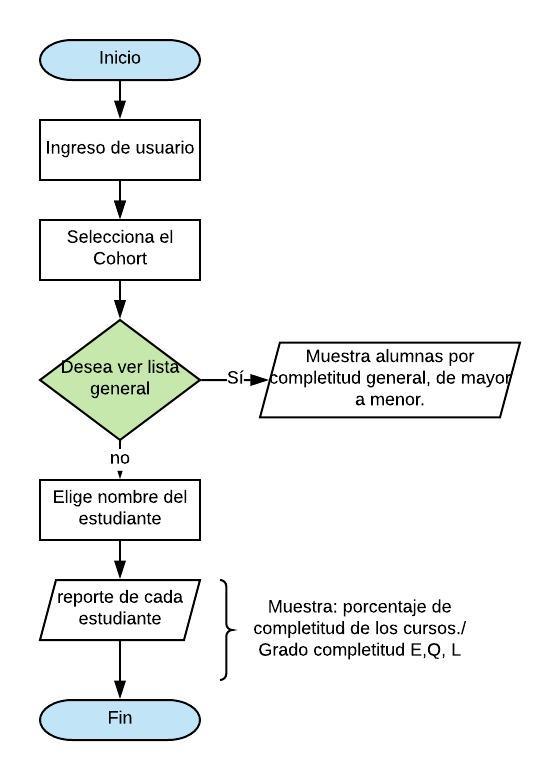 Inicio
Ingreso de usuario
Selecciona el
Cohort
Desea ver lista
general
Sí
Muestra alumnas por
completitud general, de mayor
a menor.
no
Elige nombre del
estudiante
reporte de cada
estudiante
Muestra: porcentaje de
completitud de los cursos./
Grado completitud E,Q, L
Fin